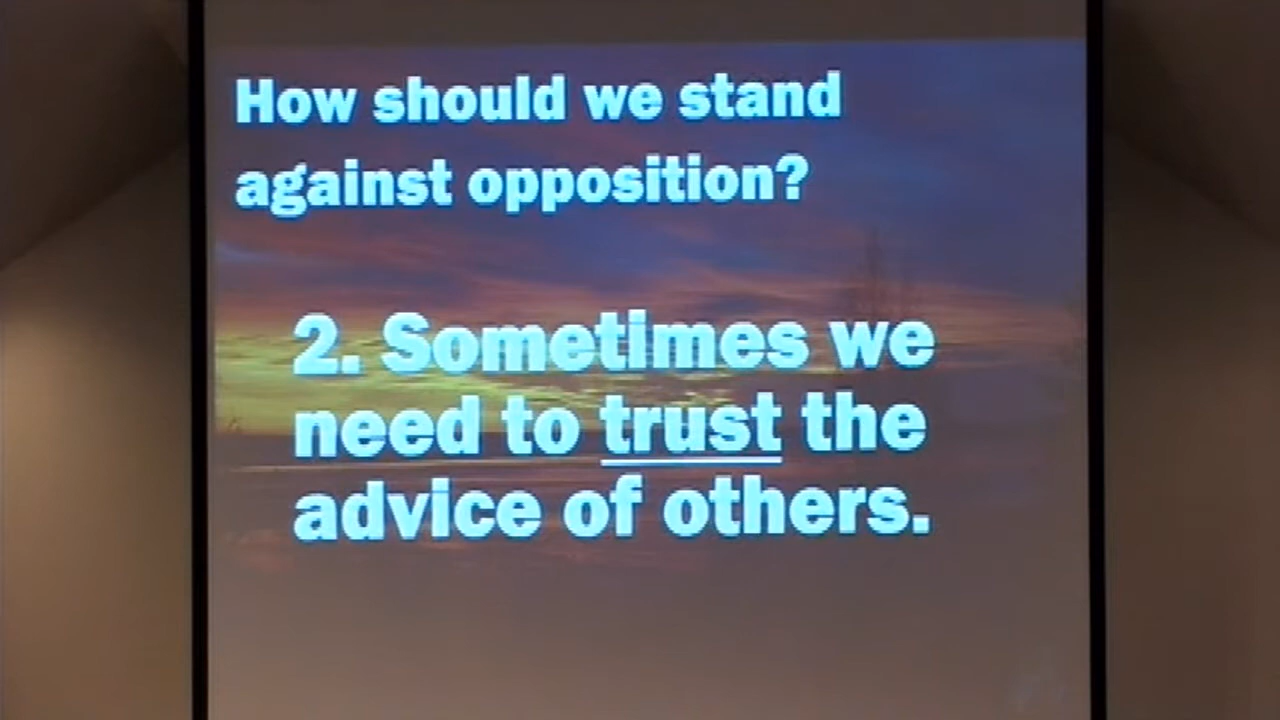 How should we stand
against opposition?
2. Sometimes we
need to trust the
advice of others.